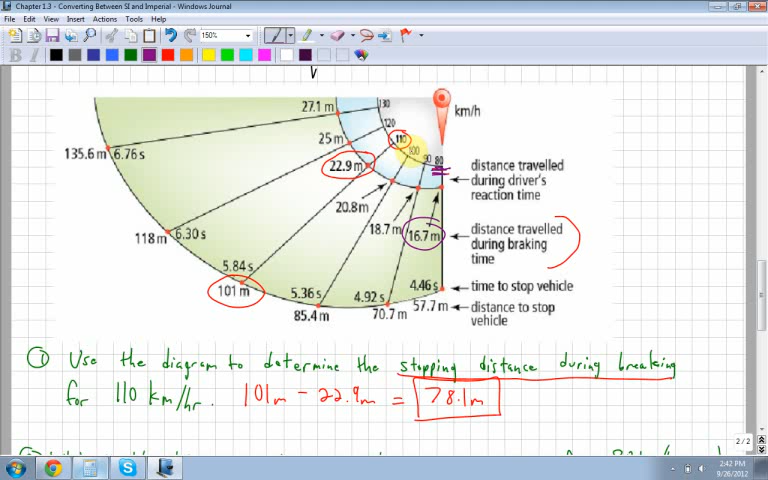 Chapter 1.3 - Converting Between SI and Imperial - Windows Journal
File Edit View Insert Actions Tools Help
150%
B I
km/h
130
120
110
100
90
80
27.1 m
25 m
22.9 m
20.8 m
18.7 m
16.7 m
135.6 m 6.76 s
118 m 6.30 s
5.84 s
101 m
5.36 s
85.4 m
4.92 s
70.7 m
4.46 s
57.7 m
distance travelled
during driver's
reaction time
distance travelled
during braking
time
time to stop vehicle
distance to stop
vehicle
① Use the diagram to determine the stopping distance during breaking
for 110 km/hr. 101m - 22.9m = 78.1m
2 / 2
2:42 PM
9/26/2012